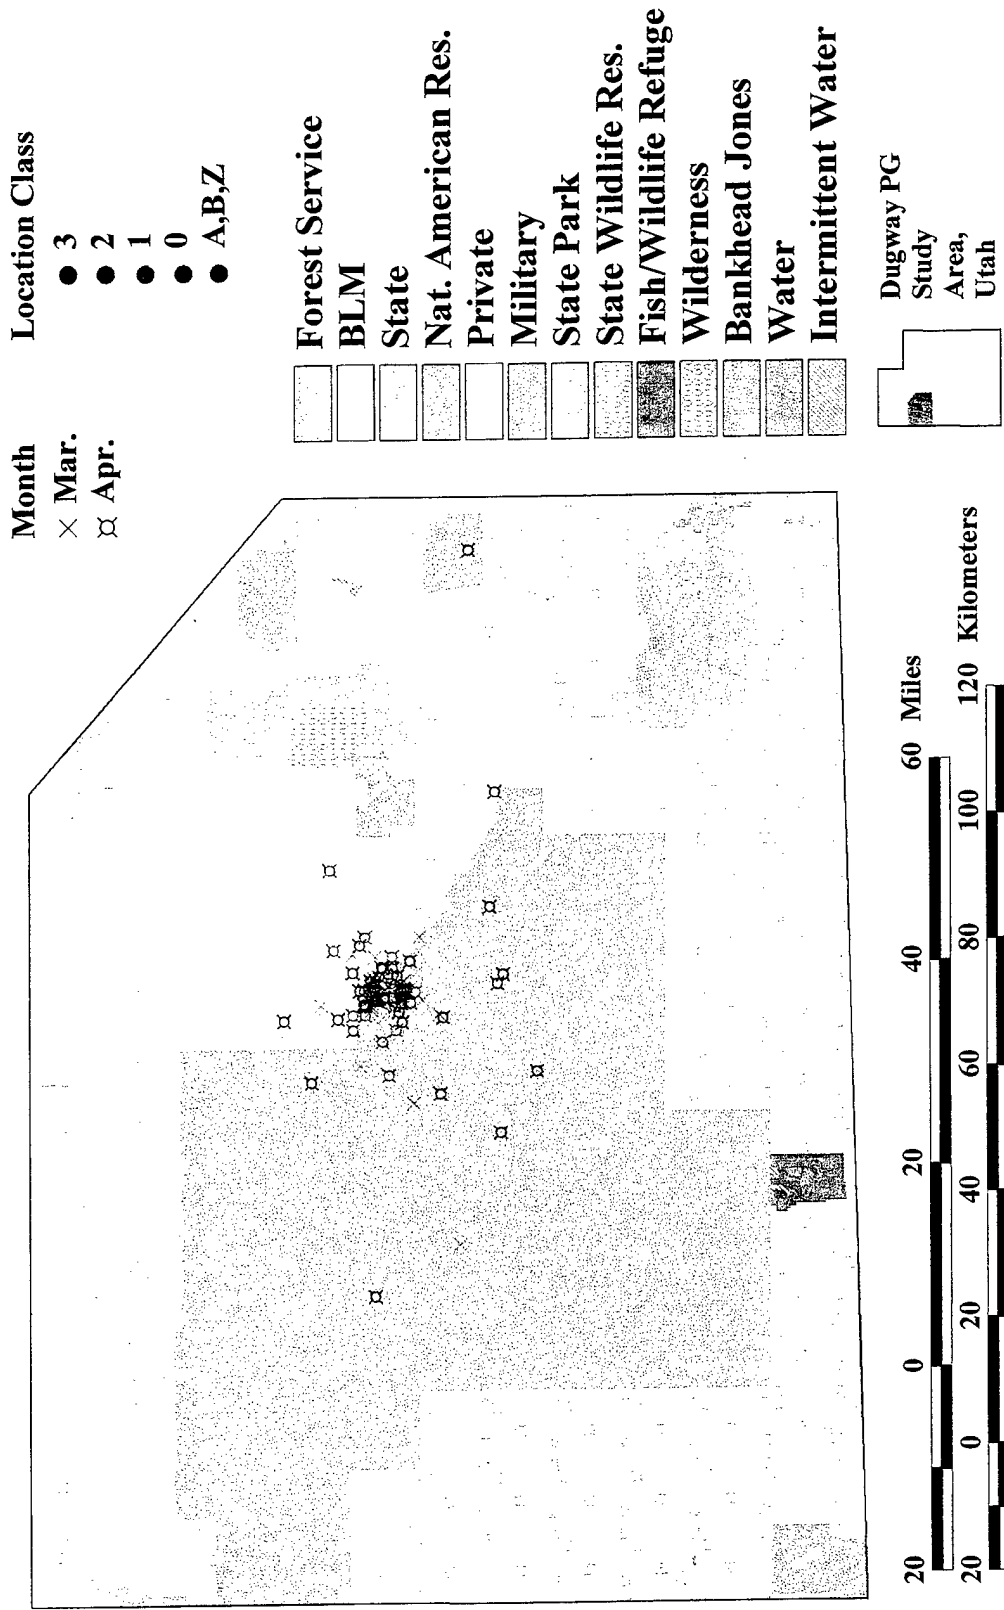 Month
× Mar.
¤ Apr.
Location Class
● 3
● 2
● 1
● 0
● A,B,Z
Forest Service
BLM
State
Nat. American Res.
Private
Military
State Park
State Wildlife Res.
Fish/Wildlife Refuge
Wilderness
Bankhead Jones
Water
Intermittent Water
Dugway PG
Study
Area,
Utah
20 0 20 40 60 Miles
20 0 20 40 60 80 100 120 Kilometers